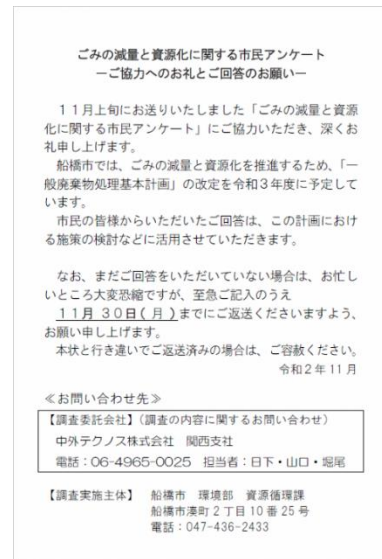 ごみの減量と資源化に関する市民アンケート
－ご協力へのお礼とご回答のお願い－
１１月上旬にお送りいたしました「ごみの減量と資源
化に関する市民アンケート」にご協力いただき、深くお
礼申し上げます。
船橋市では、ごみの減量と資源化を推進するため、「一
般廃棄物処理基本計画」の改定を令和３年度に予定して
います。
市民の皆様からいただいたご回答は、この計画におけ
る施策の検討などに活用させていただきます。
なお、まだご回答をいただいていない場合は、お忙し
いところ大変恐縮ですが、至急ご記入のうえ
１１月 30日(月)までにご返送くださいますよう、
お願い申し上げます。
本状と行き違いでご返送済みの場合は、ご容赦ください。
令和２年 11 月
≪お問い合わせ先≫
【調査委託会社】（調査の内容に関するお問い合わせ）
中外テクノス株式会社 関西支社
電話：06-4965-0025 担当者：日下・山口・堀尾
【調査実施主体】 船橋市 環境部 資源循環課
船橋市湊町２丁目 10 番 25 号
電話：047-436-2433